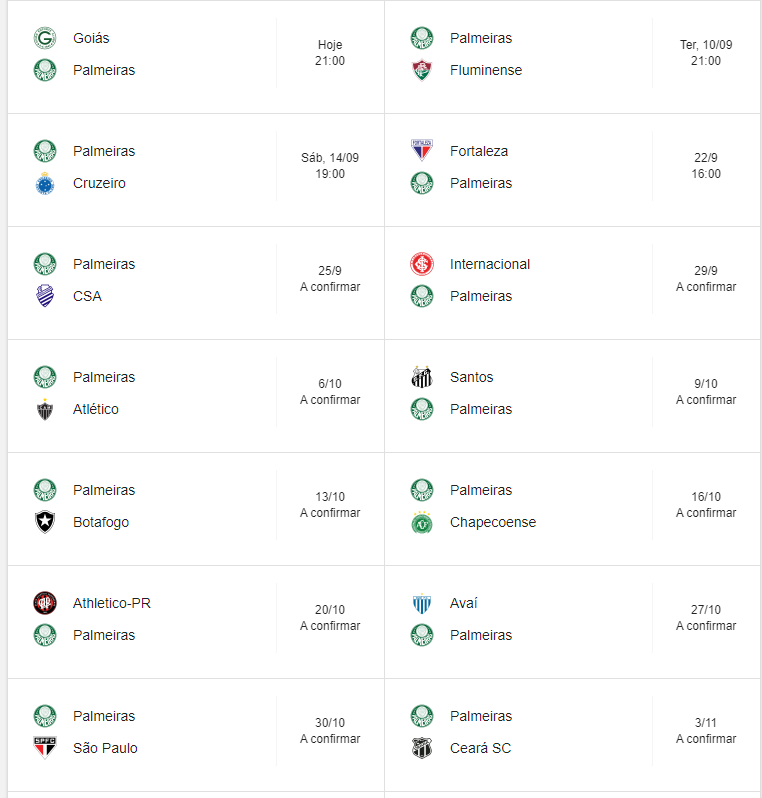 Goiás
Palmeiras
Hoje
21:00
Palmeiras
Fluminense
Ter, 10/09
21:00
Palmeiras
Cruzeiro
Sáb, 14/09
19:00
Fortaleza
Palmeiras
22/9
16:00
Palmeiras
CSA
25/9
A confirmar
Internacional
Palmeiras
29/9
A confirmar
Palmeiras
Atlético
6/10
A confirmar
Santos
Palmeiras
9/10
A confirmar
Palmeiras
Botafogo
13/10
A confirmar
Palmeiras
Chapecoense
16/10
A confirmar
Athletico-PR
Palmeiras
20/10
A confirmar
Avaí
Palmeiras
27/10
A confirmar
Palmeiras
São Paulo
30/10
A confirmar
Palmeiras
Ceará SC
3/11
A confirmar